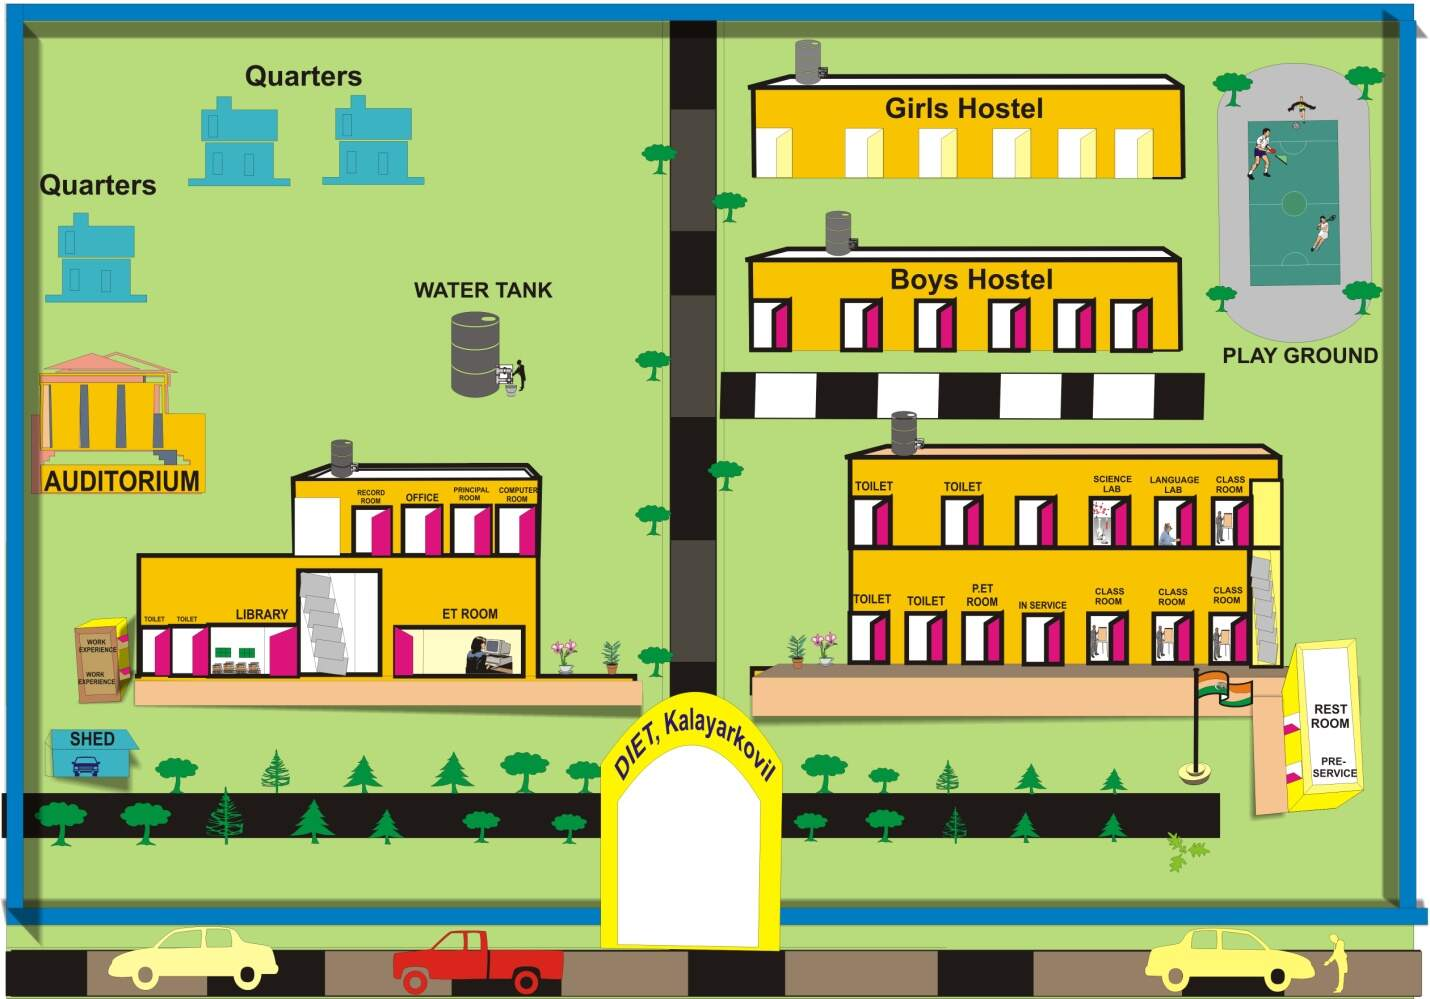 Quarters
Girls Hostel
Quarters
Boys Hostel
WATER TANK
PLAY GROUND
AUDITORIUM
RECORD
ROOM
OFFICE
PRINCIPAL
ROOM
COMPUTER
ROOM
TOILET
TOILET
SCIENCE
LAB
LANGUAGE
LAB
CLASS
ROOM
TOILET
TOILET
LIBRARY
ET ROOM
TOILET
TOILET
P.ET
ROOM
IN SERVICE
CLASS
ROOM
CLASS
ROOM
CLASS
ROOM
WORK
EXPERIENCE
WORK
EXPERIENCE
SHED
DIET, Kalayarkovil
REST
ROOM
PRE-
SERVICE